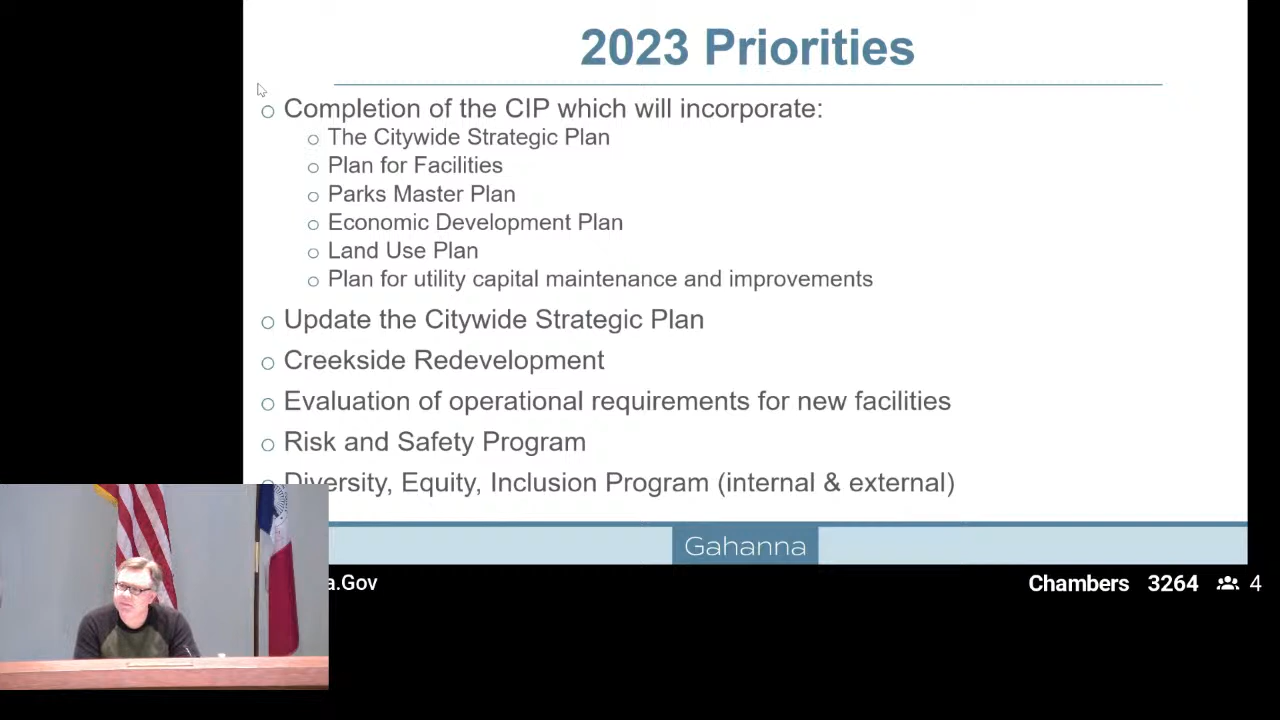 2023 Priorities
Completion of the CIP which will incorporate:
The Citywide Strategic Plan
Plan for Facilities
Parks Master Plan
Economic Development Plan
Land Use Plan
Plan for utility capital maintenance and improvements
Update the Citywide Strategic Plan
Creekside Redevelopment
Evaluation of operational requirements for new facilities
Risk and Safety Program
Diversity, Equity, Inclusion Program (internal & external)
Gahanna
a.Gov
Chambers 3264 4